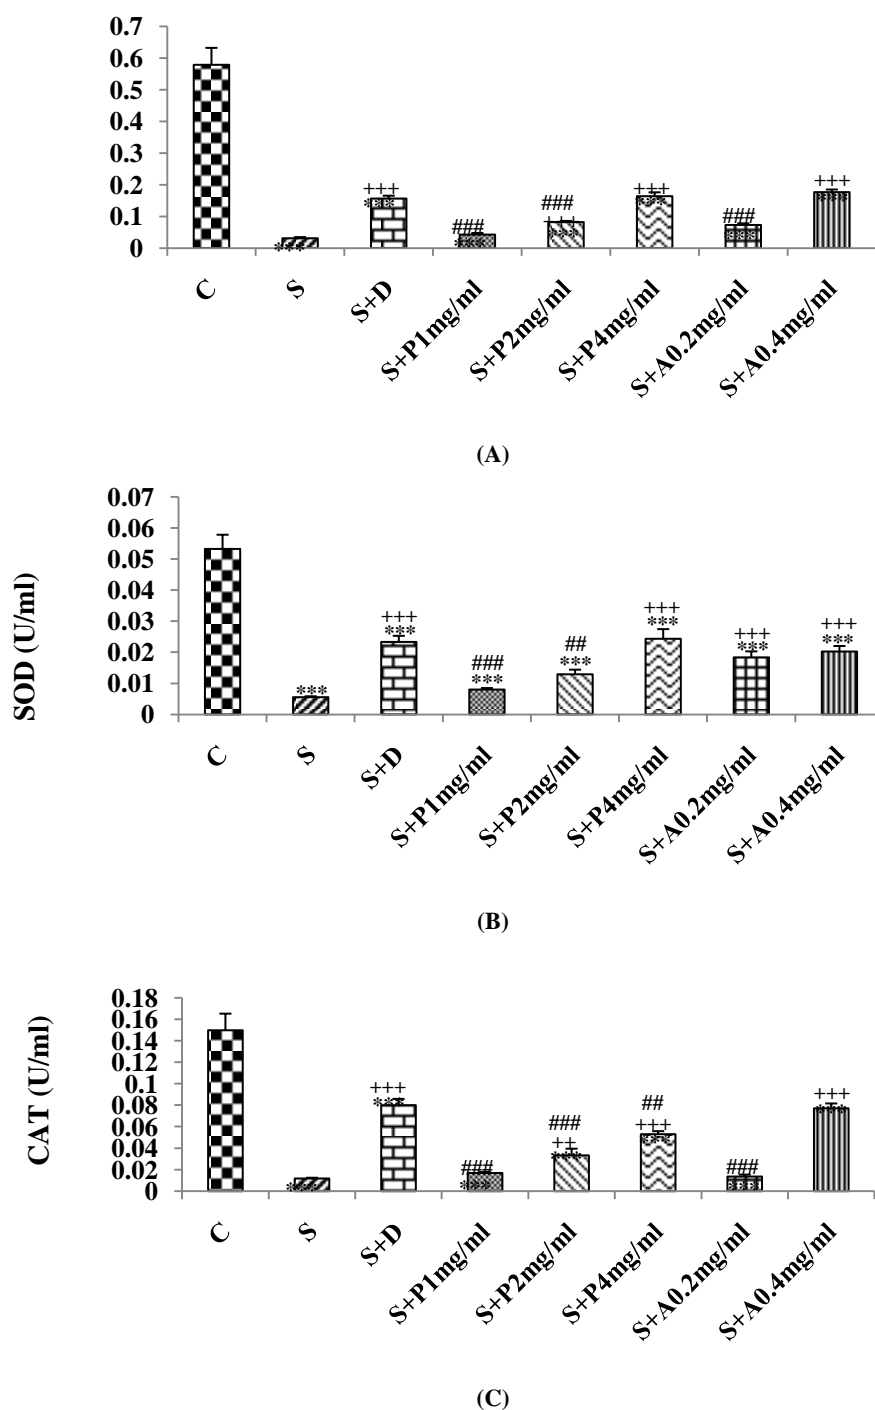 0.7
0.6
0.5
0.4
0.3
0.2
0.1
0
***
+++
***
###
***
###
+++
***
+++
***
###
***
+++
***
C
S
S+D
S+P1mg/ml
S+P2mg/ml
S+P4mg/ml
S+A0.2mg/ml
S+A0.4mg/ml
(A)
SOD (U/ml)
0.07
0.06
0.05
0.04
0.03
0.02
0.01
0
***
+++
***
###
***
##
***
+++
***
+++
***
+++
***
C
S
S+D
S+P1mg/ml
S+P2mg/ml
S+P4mg/ml
S+A0.2mg/ml
S+A0.4mg/ml
(B)
CAT (U/ml)
0.18
0.16
0.14
0.12
0.1
0.08
0.06
0.04
0.02
0
***
+++
***
###
***
###
++
***
##
+++
***
###
***
+++
***
C
S
S+D
S+P1mg/ml
S+P2mg/ml
S+P4mg/ml
S+A0.2mg/ml
S+A0.4mg/ml
(C)